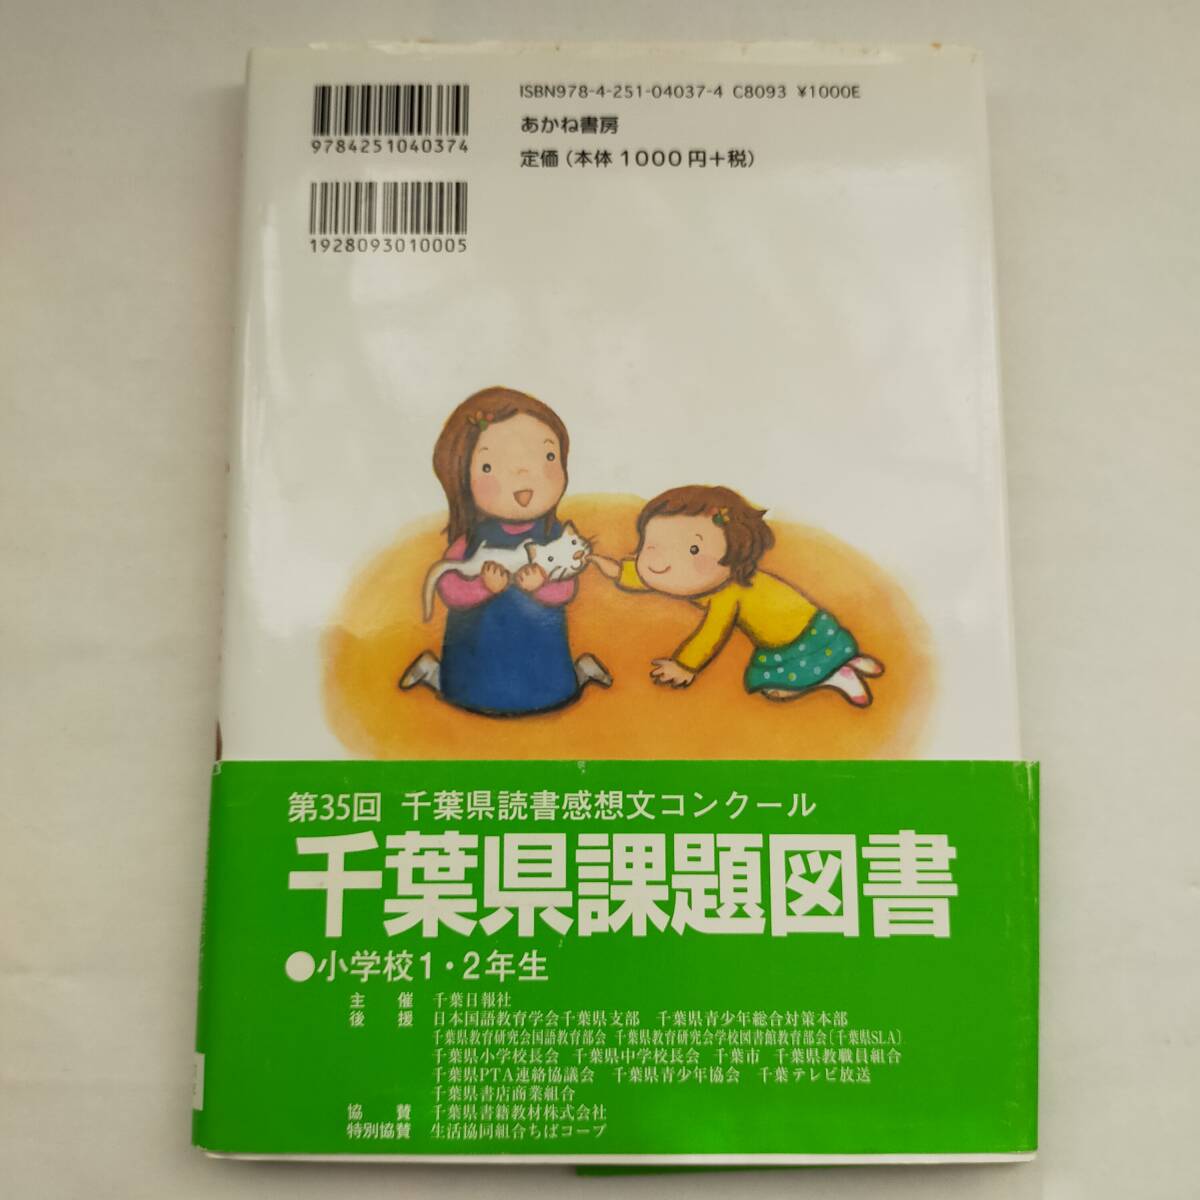 ISBN978-4-251-04037-4 C8093 ¥1000E
あかね書房
定価（本体1000円＋税）
9784251040374
1928093010005
第35回 千葉県読書感想文コンクール
千葉県課題図書
●小学校1・2年生
主催 千葉日報社
後援 日本国語教育学会千葉県支部 千葉県青少年総合対策本部
千葉県教育研究会国語教育部会 千葉県教育研究会学校図書館教育部会〔千葉県SLA〕
千葉県小学校長会 千葉県中学校長会 千葉市 千葉県教職員組合
千葉県PTA連絡協議会 千葉県青少年協会 千葉テレビ放送
千葉県書店商業組合
協賛 千葉県書籍教材株式会社
特別協賛 生活協同組合ちばコープ